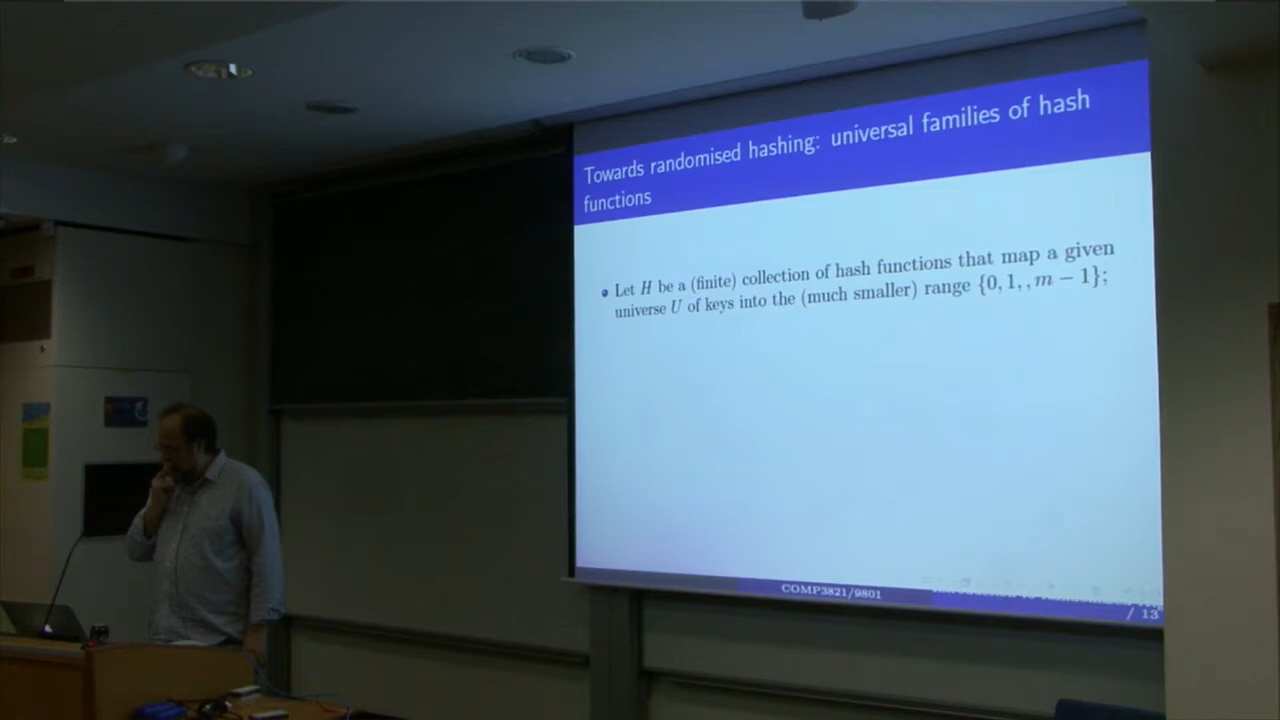 Towards randomised hashing: universal families of hash
functions
Let H be a (finite) collection of hash functions that map a given
universe U of keys into the (much smaller) range {0, 1, , m − 1};
COMP3821/9801
/ 13